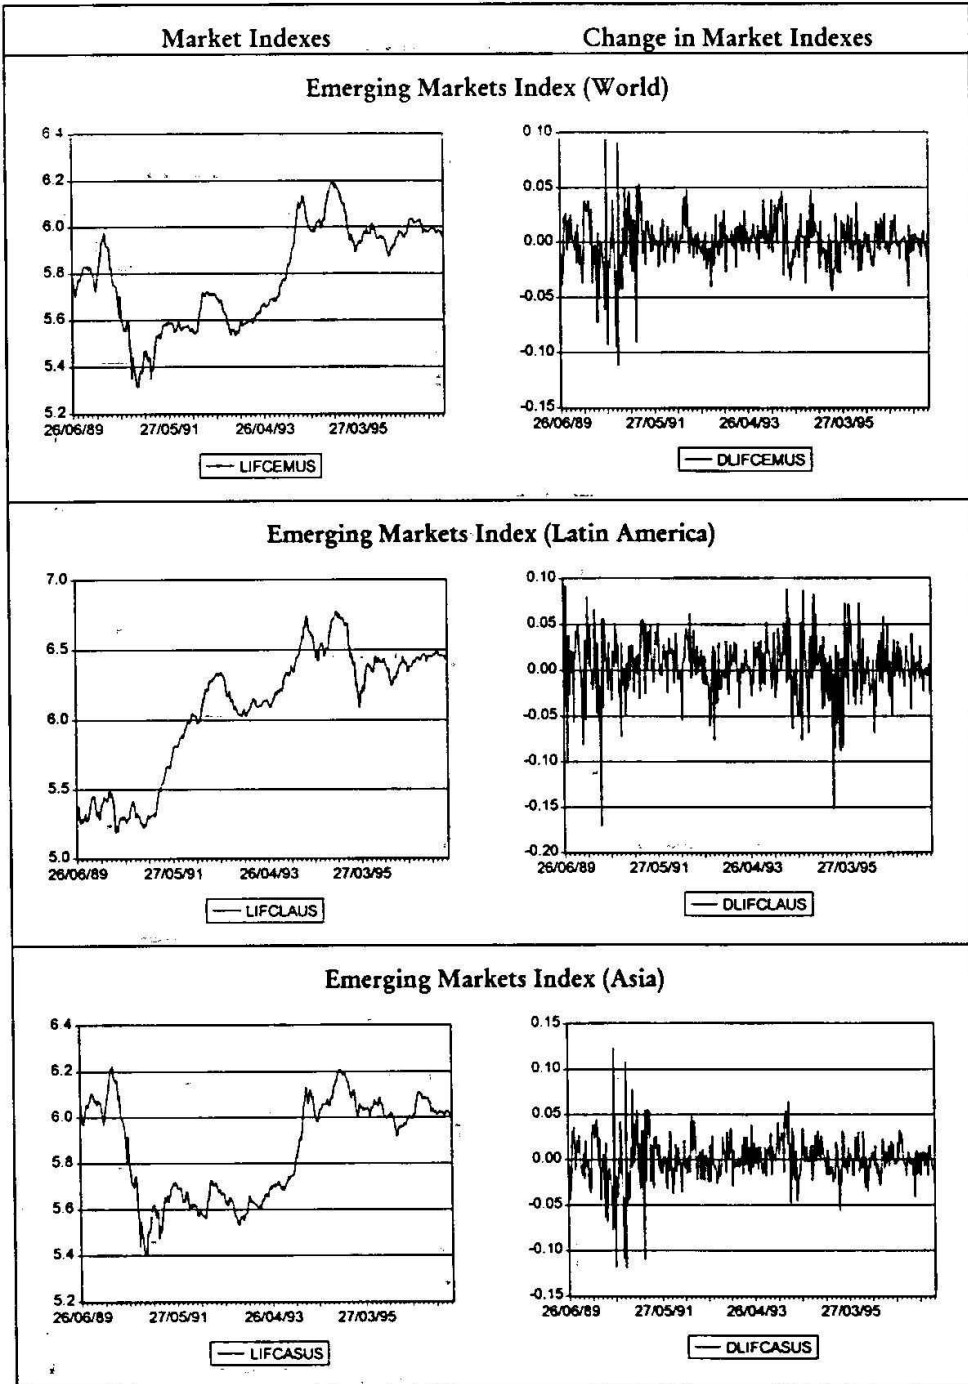 Market Indexes Change in Market Indexes
Emerging Markets Index (World)
6.4
6.2
6.0
5.8
5.6
5.4
5.2
26/06/89 27/05/91 26/04/93 27/03/95
LIFCEMUS
0.10
0.05
0.00
-0.05
-0.10
-0.15
26/06/89 27/05/91 26/04/93 27/03/95
DLIFCEMUS
Emerging Markets Index (Latin America)
7.0
6.5
6.0
5.5
5.0
26/06/89 27/05/91 26/04/93 27/03/95
LIFCLAUS
0.10
0.05
0.00
-0.05
-0.10
-0.15
-0.20
26/06/89 27/05/91 26/04/93 27/03/95
DLIFCLAUS
Emerging Markets Index (Asia)
6.4
6.2
6.0
5.8
5.6
5.4
5.2
26/06/89 27/05/91 26/04/93 27/03/95
LIFCASUS
0.15
0.10
0.05
0.00
-0.05
-0.10
-0.15
26/06/89 27/05/91 26/04/93 27/03/95
DLIFCASUS